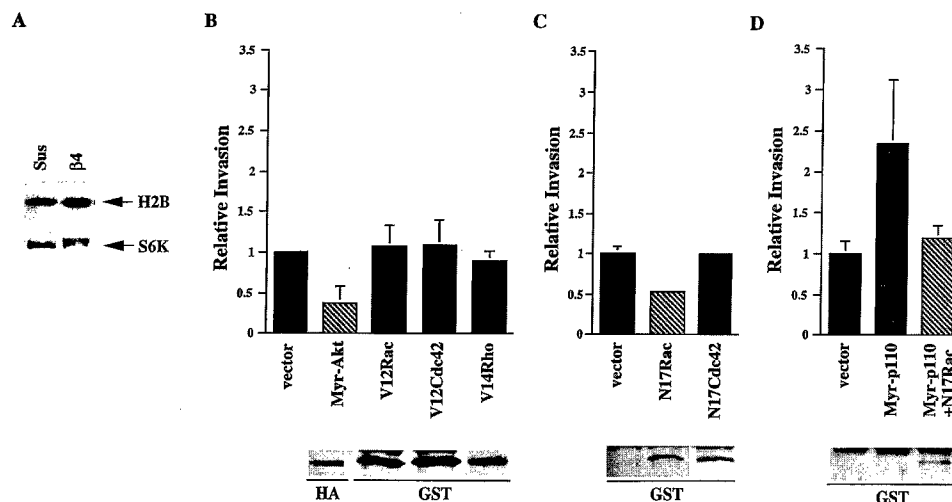 A
Sus
β4
H2B
S6K
B
Relative Invasion
3.5
3
2.5
2
1.5
1
0.5
0
vector
Myr-Akt
V12Rac
V12Cdc42
V14Rho
HA
GST
C
Relative Invasion
3.5
3
2.5
2
1.5
1
0.5
0
vector
N17Rac
N17Cdc42
GST
D
Relative Invasion
3.5
3
2.5
2
1.5
1
0.5
0
vector
Myr-p110
Myr-p110
+N17Rac
GST